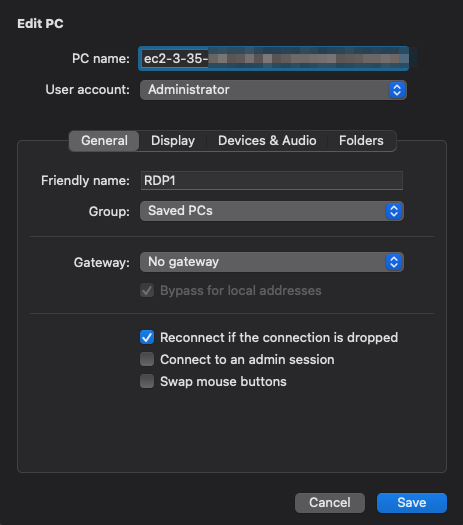 Edit PC
PC name: ec2-3-35-
User account: Administrator
General Display Devices & Audio Folders
Friendly name: RDP1
Group: Saved PCs
Gateway: No gateway
Bypass for local addresses
Reconnect if the connection is dropped
Connect to an admin session
Swap mouse buttons
Cancel Save